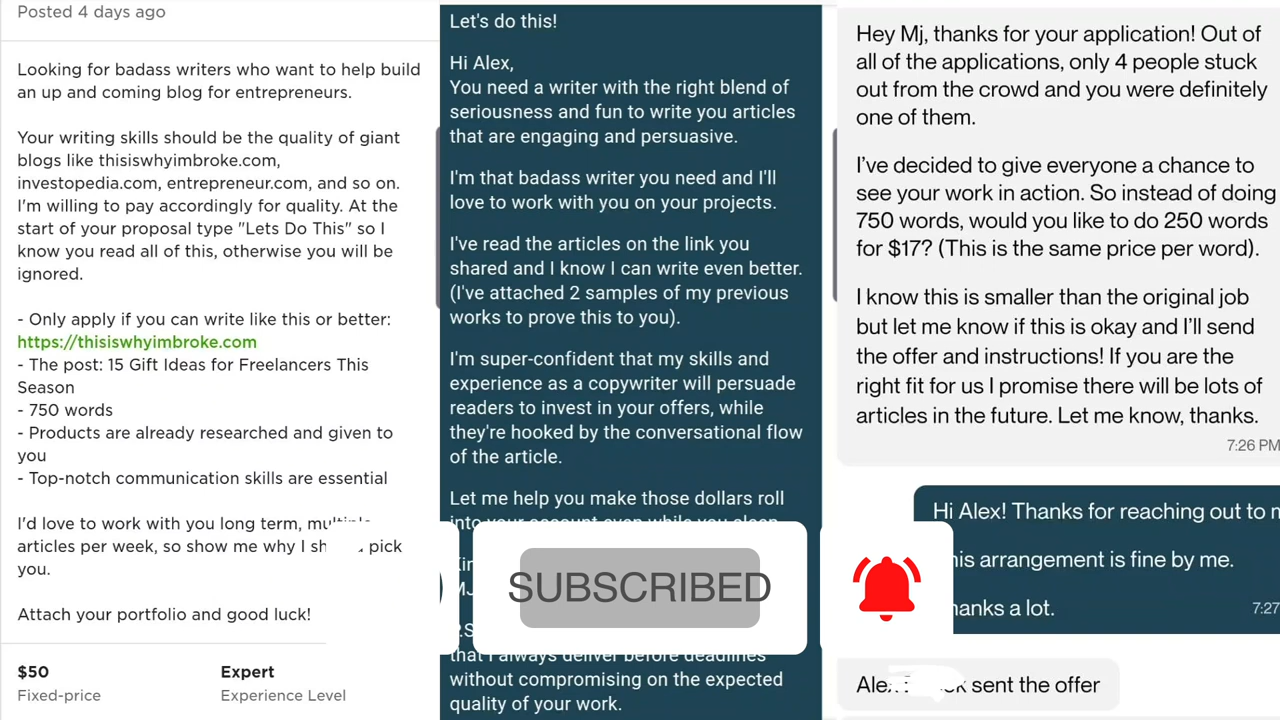 Posted 4 days ago
Looking for badass writers who want to help build
an up and coming blog for entrepreneurs.
Your writing skills should be the quality of giant
blogs like thisiswhyimbroke.com,
investopedia.com, entrepreneur.com, and so on.
I'm willing to pay accordingly for quality. At the
start of your proposal type "Lets Do This" so I
know you read all of this, otherwise you will be
ignored.
- Only apply if you can write like this or better:
https://thisiswhyimbroke.com
- The post: 15 Gift Ideas for Freelancers This
Season
- 750 words
- Products are already researched and given to
you
- Top-notch communication skills are essential
I'd love to work with you long term,
articles per week, so show me why I pick
you.
Attach your portfolio and good luck!
$50
Fixed-price
Expert
Experience Level
Let's do this!
Hi Alex,
You need a writer with the right blend of
seriousness and fun to write you articles
that are engaging and persuasive.
I'm that badass writer you need and I'll
love to work with you on your projects.
I've read the articles on the link you
shared and I know I can write even better.
(I've attached 2 samples of my previous
works to prove this to you).
I'm super-confident that my skills and
experience as a copywriter will persuade
readers to invest in your offers, while
they're hooked by the conversational flow
of the article.
Let me help you make those dollars roll
into your account even while you sleep
that I always deliver before deadlines
without compromising on the expected
quality of your work.
SUBSCRIBED
Hey Mj, thanks for your application! Out of
all of the applications, only 4 people stuck
out from the crowd and you were definitely
one of them.
I've decided to give everyone a chance to
see your work in action. So instead of doing
750 words, would you like to do 250 words
for $17? (This is the same price per word).
I know this is smaller than the original job
but let me know if this is okay and I'll send
the offer and instructions! If you are the
right fit for us I promise there will be lots of
articles in the future. Let me know, thanks.
7:26 PM
Hi Alex! Thanks for reaching out to
arrangement is fine by me.
a lot.
7:27
Alex sent the offer